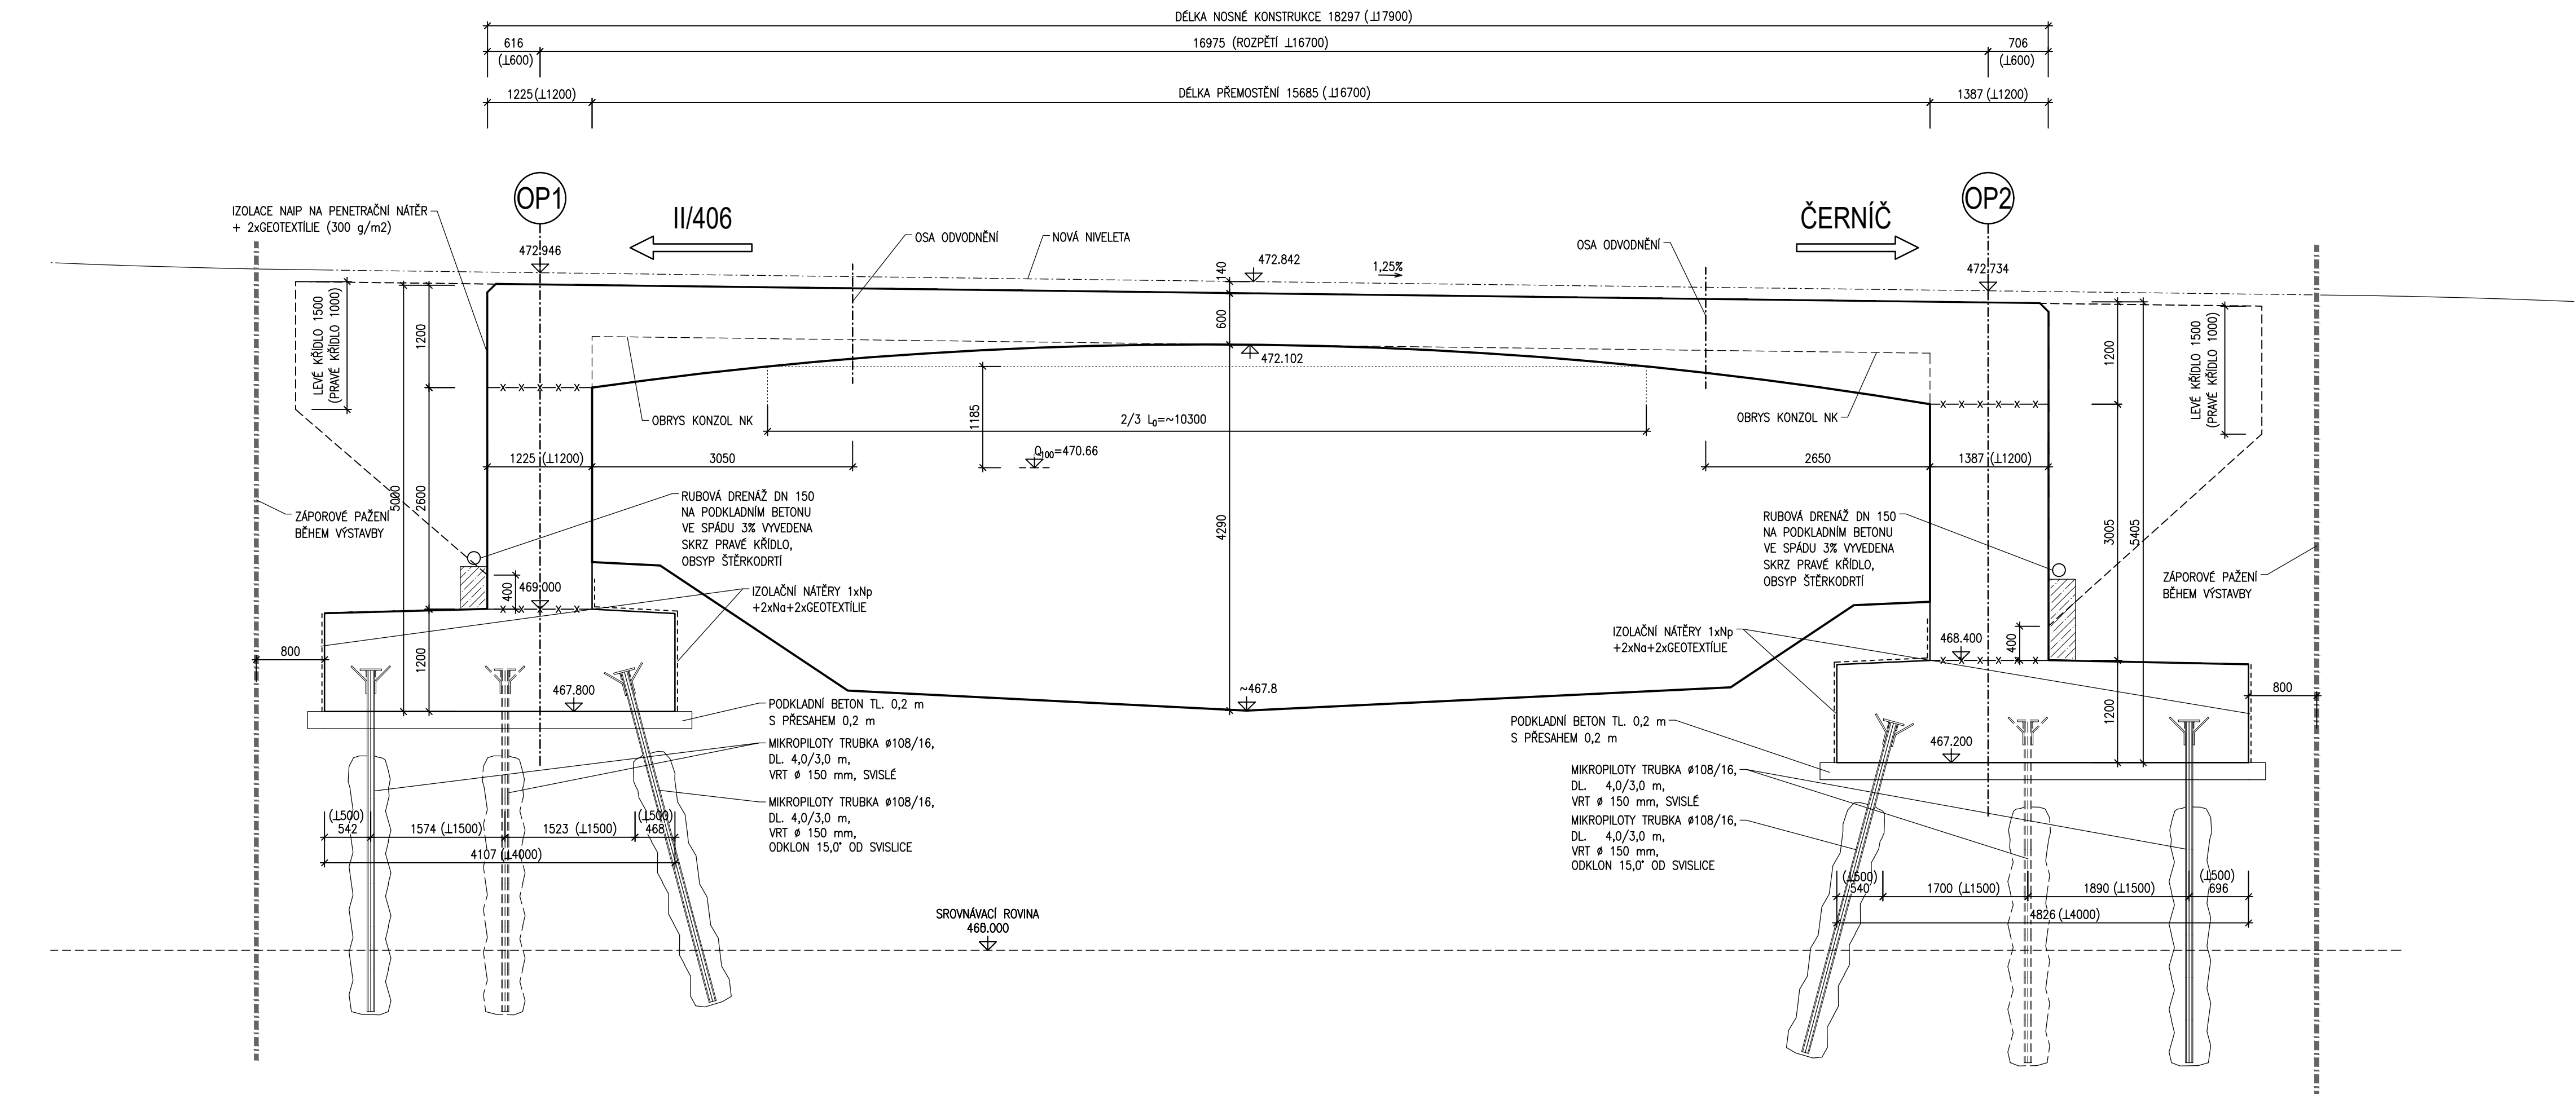 DÉLKA NOSNÉ KONSTRUKCE 18297 (⊥17900)
616
(⊥600)
16975 (ROZPĚTÍ ⊥16700)
706
(⊥600)
1225(⊥1200)
DÉLKA PŘEMOSTĚNÍ 15685 (⊥16700)
1387 (⊥1200)
OP1
OP2
IZOLACE NAIP NA PENETRAČNÍ NÁTĚR
+ 2xGEOTEXTÍLIE (300 g/m2)
II/406
ČERNÍČ
472.946
OSA ODVODNĚNÍ
NOVÁ NIVELETA
472.842
140
1,25%
OSA ODVODNĚNÍ
472.734
LEVÉ KŘÍDLO 1500
(PRAVÉ KŘÍDLO 1000)
1200
600
472.102
1200
LEVÉ KŘÍDLO 1500
(PRAVÉ KŘÍDLO 1000)
OBRYS KONZOL NK
1185
2/3 L0=~10300
OBRYS KONZOL NK
Q100=470.66
1225 (⊥1200)
3050
2650
1387 (⊥1200)
5000
2600
4290
3005
5405
ZÁPOROVÉ PAŽENÍ
BĚHEM VÝSTAVBY
RUBOVÁ DRENÁŽ DN 150
NA PODKLADNÍM BETONU
VE SPÁDU 3% VYVEDENA
SKRZ PRAVÉ KŘÍDLO,
OBSYP ŠTĚRKODRTÍ
RUBOVÁ DRENÁŽ DN 150
NA PODKLADNÍM BETONU
VE SPÁDU 3% VYVEDENA
SKRZ PRAVÉ KŘÍDLO,
OBSYP ŠTĚRKODRTÍ
ZÁPOROVÉ PAŽENÍ
BĚHEM VÝSTAVBY
400
469.000
IZOLAČNÍ NÁTĚRY 1xNp
+2xNa+2xGEOTEXTÍLIE
IZOLAČNÍ NÁTĚRY 1xNp
+2xNa+2xGEOTEXTÍLIE
468.400
400
800
1200
467.800
~467.8
800
1200
467.200
PODKLADNÍ BETON TL. 0,2 m
S PŘESAHEM 0,2 m
PODKLADNÍ BETON TL. 0,2 m
S PŘESAHEM 0,2 m
MIKROPILOTY TRUBKA ø108/16,
DL. 4,0/3,0 m,
VRT ø 150 mm, SVISLÉ
MIKROPILOTY TRUBKA ø108/16,
DL. 4,0/3,0 m,
VRT ø 150 mm,
ODKLON 15,0° OD SVISLICE
MIKROPILOTY TRUBKA ø108/16,
DL. 4,0/3,0 m,
VRT ø 150 mm, SVISLÉ
MIKROPILOTY TRUBKA ø108/16,
DL. 4,0/3,0 m,
VRT ø 150 mm,
ODKLON 15,0° OD SVISLICE
(⊥500)
542
1574 (⊥1500)
1523 (⊥1500)
(⊥500)
468
4107 (⊥4000)
(⊥500)
540
1700 (⊥1500)
1890 (⊥1500)
(⊥500)
696
4826 (⊥4000)
SROVNÁVACÍ ROVINA